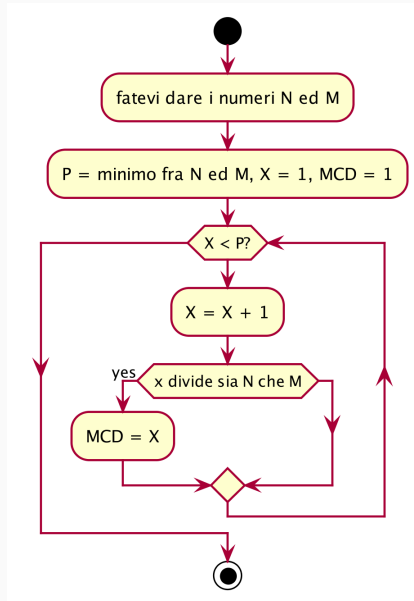 fatevi dare i numeri N ed M
P = minimo fra N ed M, X = 1, MCD = 1
X < P?
X = X + 1
yes
x divide sia N che M
MCD = X